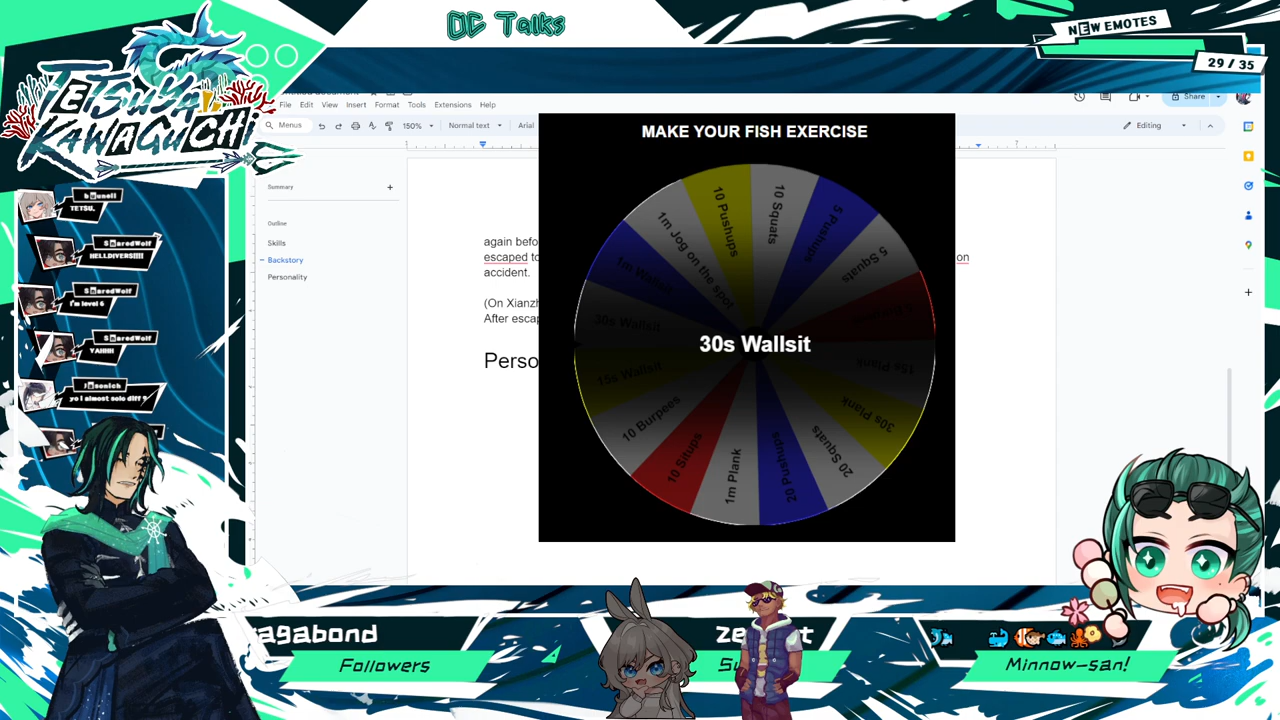 OC Talks
NEW EMOTES
29 / 35
TETSUYA
KAWAGUCHI
File Edit View Insert Format Tools Extensions Help
Share
Menus
150%
Normal text
Arial
Editing
MAKE YOUR FISH EXERCISE
10 Pushups
10 Squats
5 Pushups
5 Squats
15s Plank
30s Plank
20 Squats
20 Pushups
1m Plank
10 Situps
10 Burpees
15s Wallsit
30s Wallsit
1m Wallsit
1m Jog on the spot
30s Wallsit
Summary
Outline
Skills
Backstory
Personality
again befo
escaped to
on
accident.
(On Xianzh
After escap
Perso
TETSU,
SharedWolf
HELLDIVERS!!!!!
SharedWolf
I'm level 6
SharedWolf
YAHHH
yo I almost solo diff 9
agabond
Followers
Minnow-san!